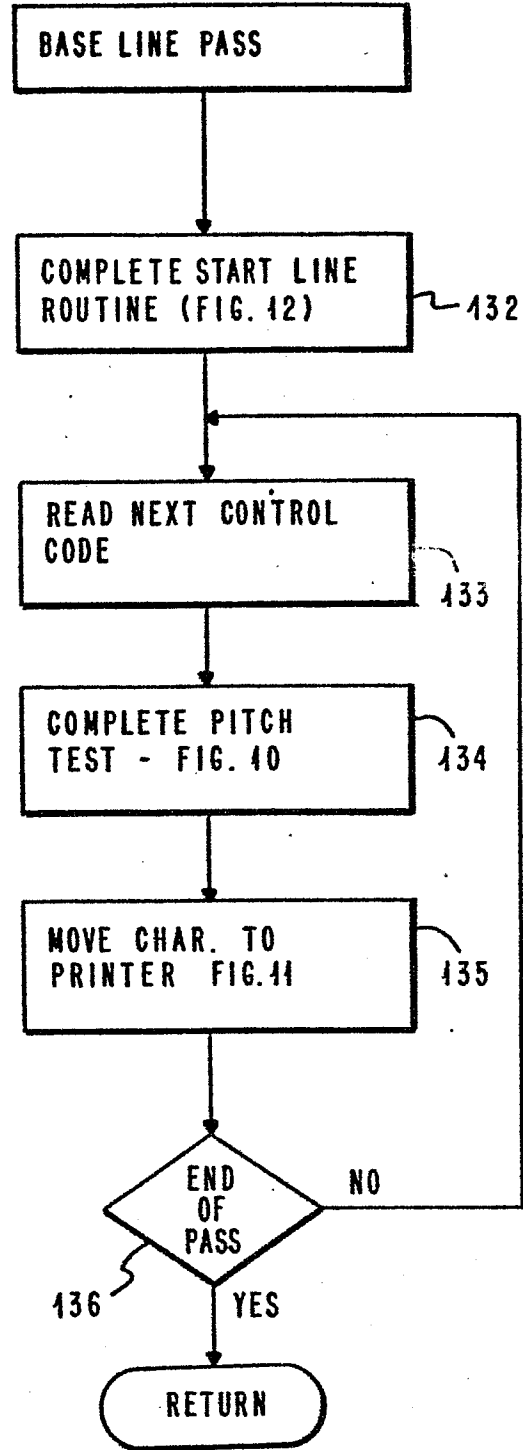 BASE LINE PASS
COMPLETE START LINE
ROUTINE (FIG. 12)
132
READ NEXT CONTROL
CODE
133
COMPLETE PITCH
TEST - FIG. 10
134
MOVE CHAR. TO
PRINTER FIG. 11
135
END
OF
PASS
NO
136
YES
RETURN